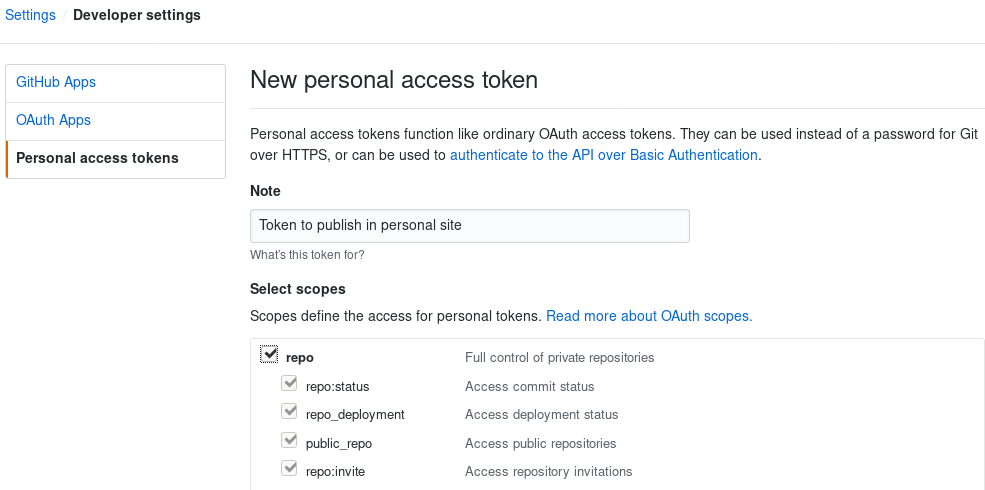 Settings / Developer settings
GitHub Apps
OAuth Apps
Personal access tokens
New personal access token
Personal access tokens function like ordinary OAuth access tokens. They can be used instead of a password for Git
over HTTPS, or can be used to authenticate to the API over Basic Authentication.
Note
Token to publish in personal site
What's this token for?
Select scopes
Scopes define the access for personal tokens. Read more about OAuth scopes.
repo Full control of private repositories
repo:status Access commit status
repo_deployment Access deployment status
public_repo Access public repositories
repo:invite Access repository invitations